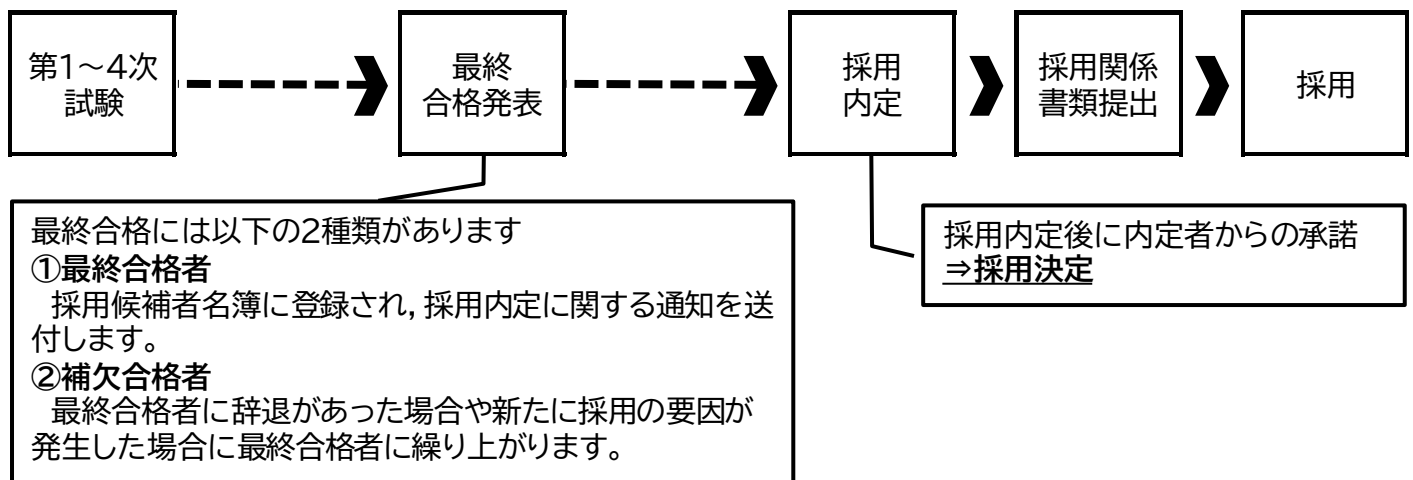 第1～4次
試験
最終
合格発表
採用
内定
採用関係
書類提出
採用
最終合格には以下の2種類があります
①最終合格者
採用候補者名簿に登録され,採用内定に関する通知を送
付します。
②補欠合格者
最終合格者に辞退があった場合や新たに採用の要因が
発生した場合に最終合格者に繰り上がります。
採用内定後に内定者からの承諾
⇒採用決定